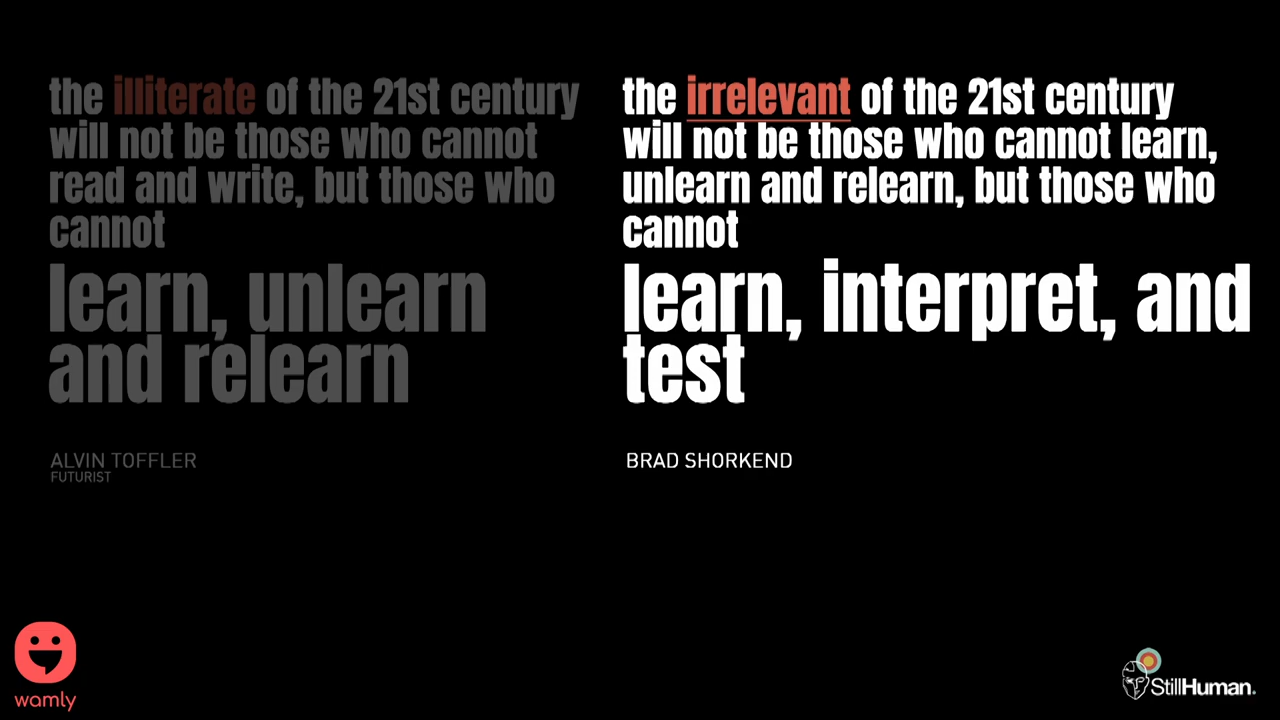 the illiterate of the 21st century
will not be those who cannot
read and write, but those who
cannot
learn, unlearn
and relearn
ALVIN TOFFLER
FUTURIST
the irrelevant of the 21st century
will not be those who cannot learn,
unlearn and relearn, but those who
cannot
learn, interpret, and
test
BRAD SHORKEND
wamly
StillHuman.